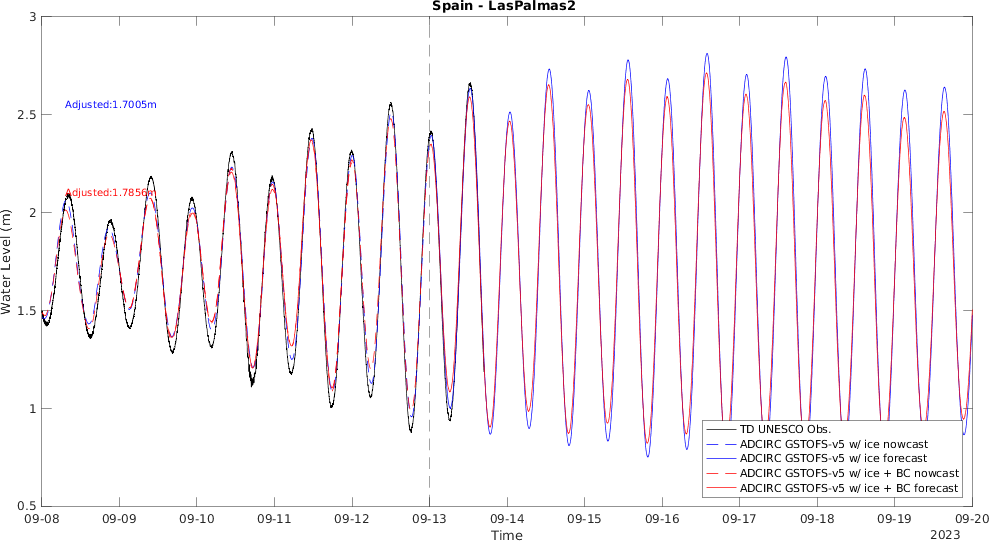 Spain - LasPalmas2
3
2.5
2
1.5
1
0.5
Water Level (m)
Adjusted:1.7005m
Adjusted:1.7856m
TD UNESCO Obs.
ADCIRC GSTOFS-v5 w/ ice nowcast
ADCIRC GSTOFS-v5 w/ ice forecast
ADCIRC GSTOFS-v5 w/ ice + BC nowcast
ADCIRC GSTOFS-v5 w/ ice + BC forecast
09-08 09-09 09-10 09-11 09-12 09-13 09-14 09-15 09-16 09-17 09-18 09-19 09-20
Time
2023